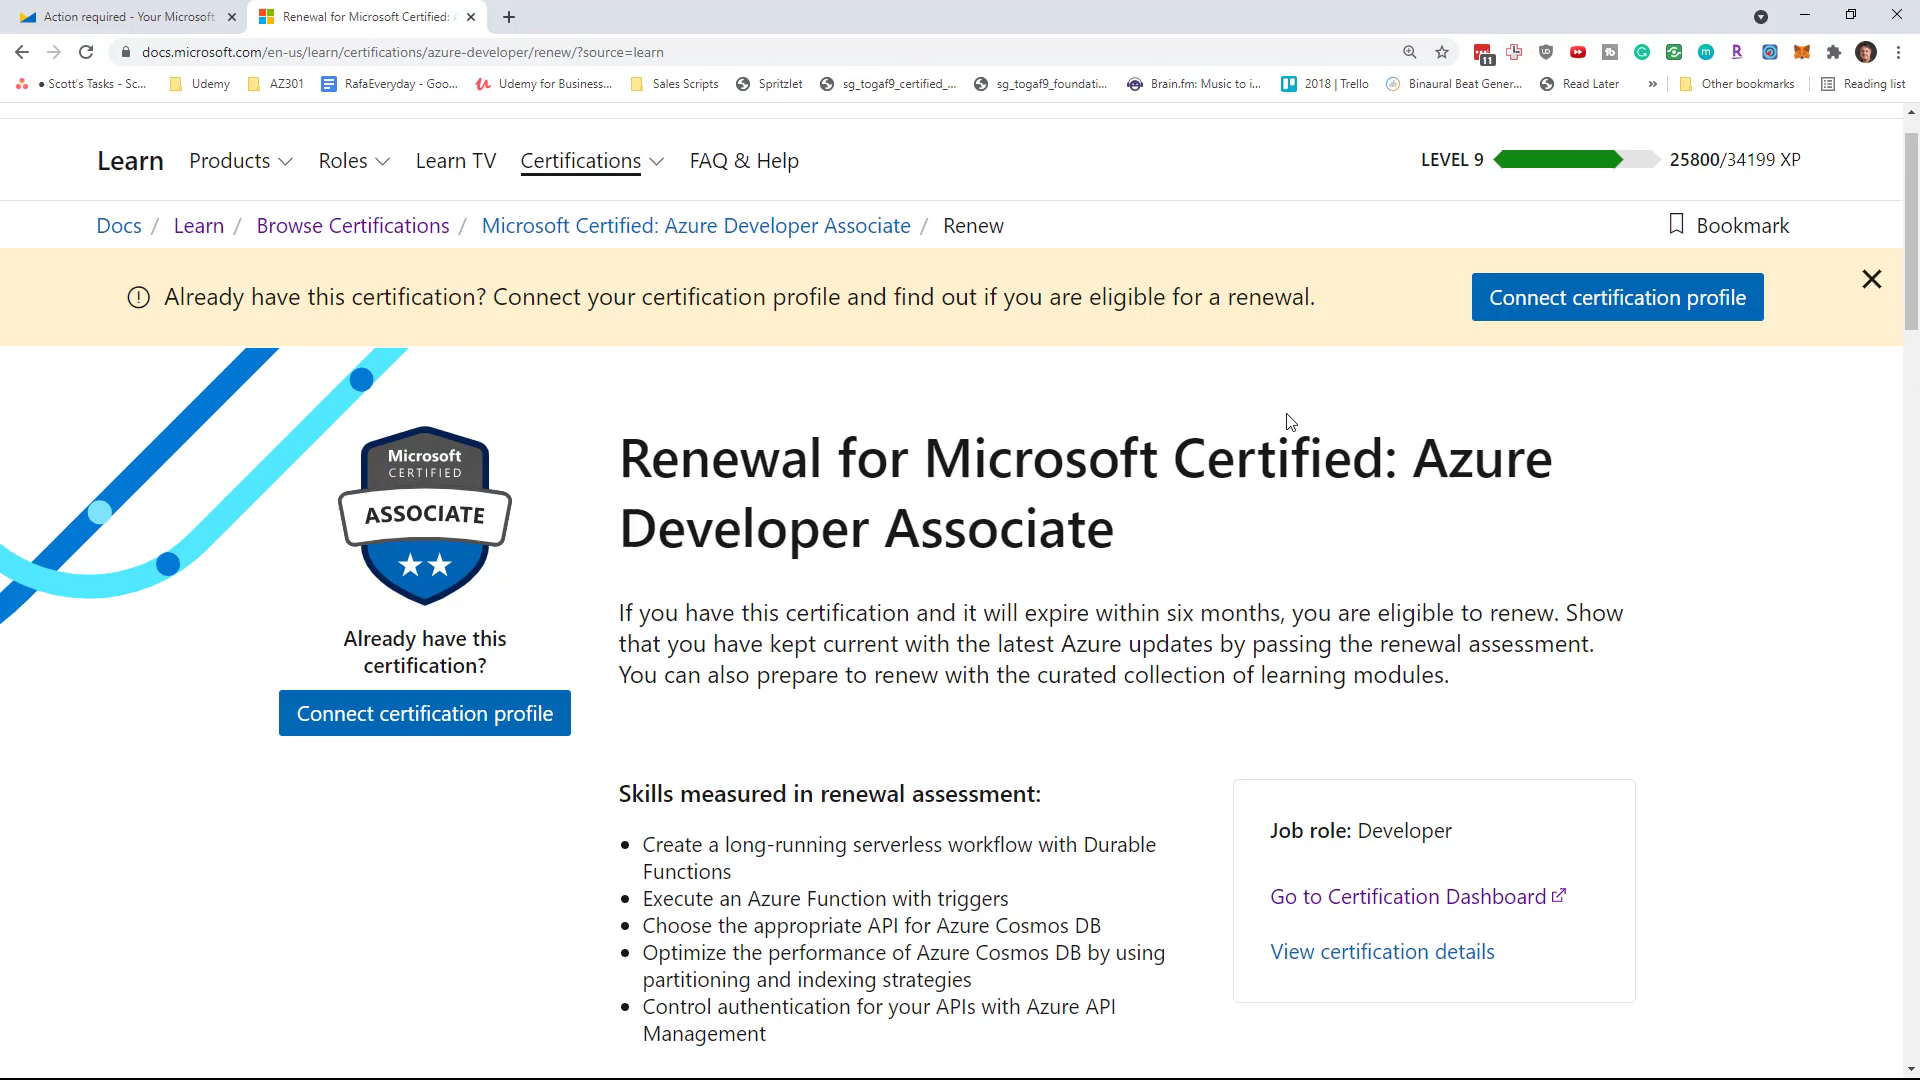 Action required - Your Microsoft
Renewal for Microsoft Certified:
docs.microsoft.com/en-us/learn/certifications/azure-developer/renew/?source=learn
11
• Scott's Tasks - Sc...
Udemy
AZ301
RafaEveryday - Goo...
Udemy for Business...
Sales Scripts
Spritzlet
sg_togaf9_certified_...
sg_togaf9_foundati...
Brain.fm: Music to i...
2018 | Trello
Binaural Beat Gener...
Read Later
»
Other bookmarks
Reading list
Learn
Products
Roles
Learn TV
Certifications
FAQ & Help
LEVEL 9
25800/34199 XP
Docs / Learn / Browse Certifications / Microsoft Certified: Azure Developer Associate / Renew
Bookmark
Already have this certification? Connect your certification profile and find out if you are eligible for a renewal.
Connect certification profile
Microsoft
CERTIFIED
ASSOCIATE
Already have this
certification?
Connect certification profile
Renewal for Microsoft Certified: Azure
Developer Associate
If you have this certification and it will expire within six months, you are eligible to renew. Show
that you have kept current with the latest Azure updates by passing the renewal assessment.
You can also prepare to renew with the curated collection of learning modules.
Skills measured in renewal assessment:
• Create a long-running serverless workflow with Durable
Functions
• Execute an Azure Function with triggers
• Choose the appropriate API for Azure Cosmos DB
• Optimize the performance of Azure Cosmos DB by using
partitioning and indexing strategies
• Control authentication for your APIs with Azure API
Management
Job role: Developer
Go to Certification Dashboard
View certification details